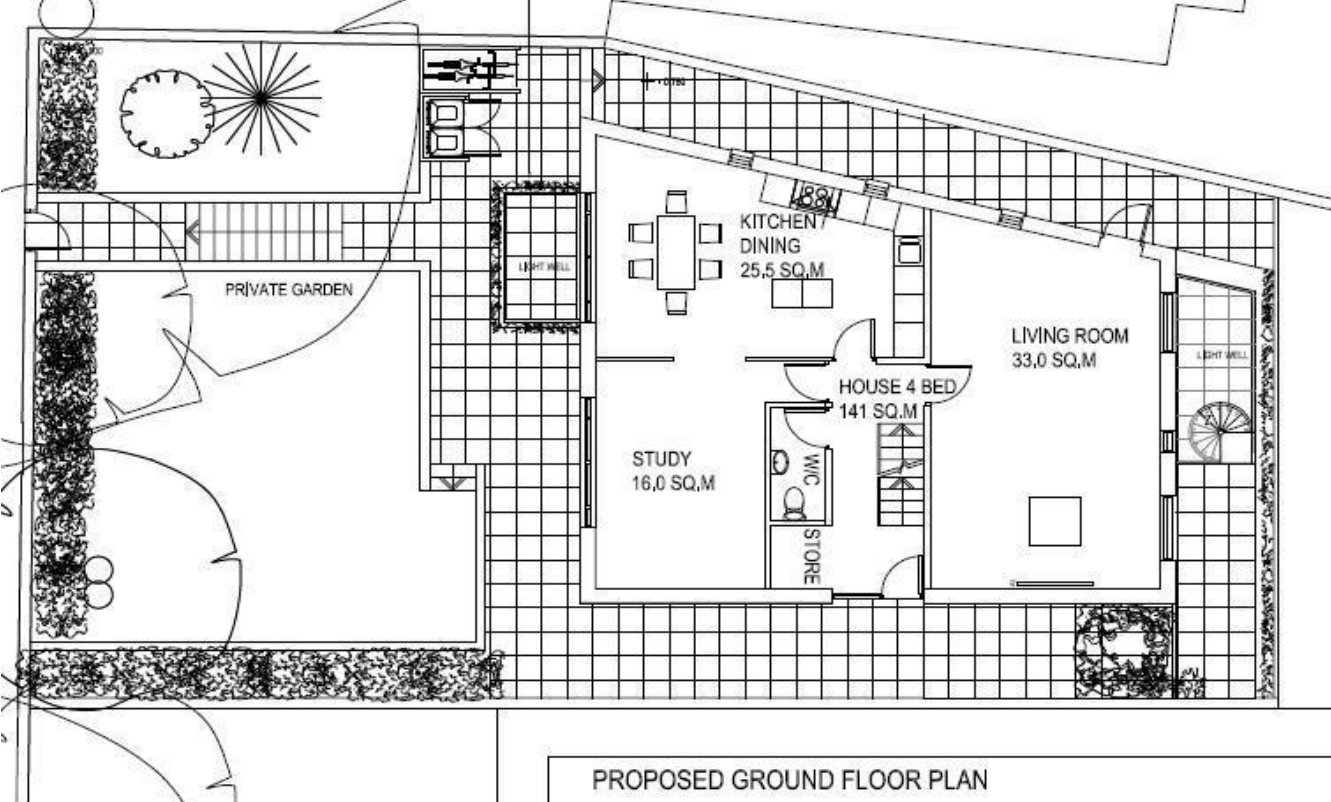 KITCHEN /
DINING
25.5 SQ.M
LIGHT WELL
PRIVATE GARDEN
LIVING ROOM
33.0 SQ.M
LIGHT WELL
HOUSE 4 BED
141 SQ.M
STUDY
16.0 SQ.M
W/C
STORE
PROPOSED GROUND FLOOR PLAN